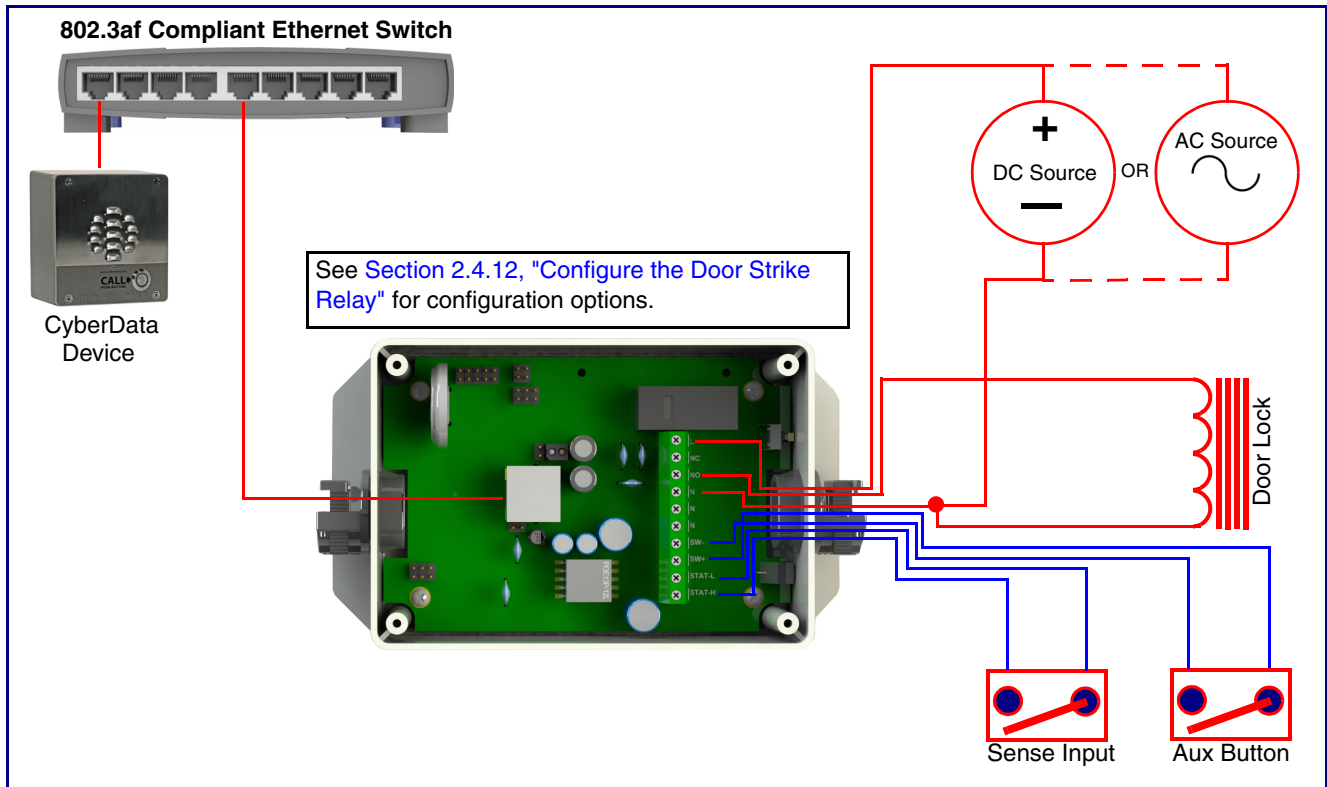 802.3af Compliant Ethernet Switch
CALL
CyberData
Device
See Section 2.4.12, "Configure the Door Strike
Relay" for configuration options.
+
DC Source
—
OR
AC Source
Door Lock
L
NC
NO
N
N
N
SW-
SW+
STAT-L
STAT-H
Sense Input
Aux Button